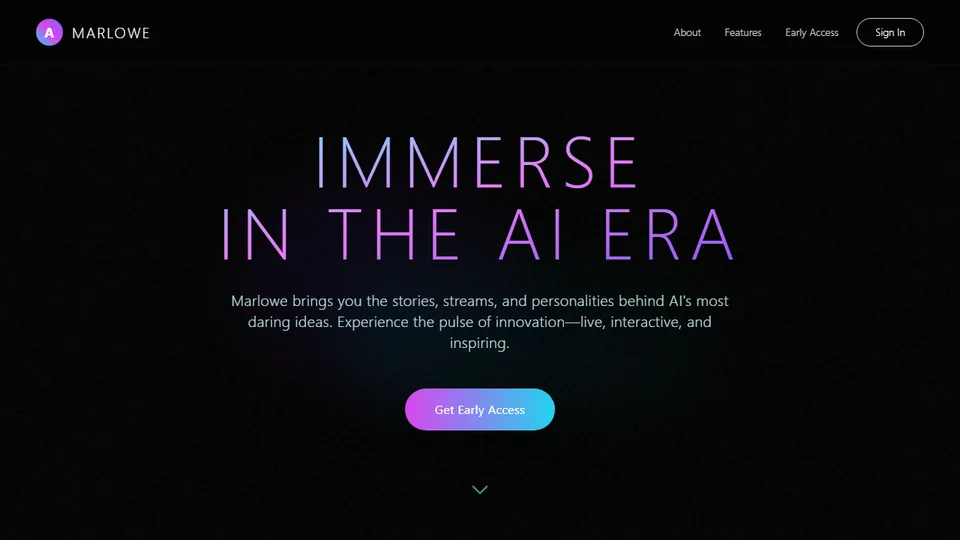 A MARLOWE
About Features Early Access Sign In
IMMERSE
IN THE AI ERA
Marlowe brings you the stories, streams, and personalities behind AI's most
daring ideas. Experience the pulse of innovation—live, interactive, and
inspiring.
Get Early Access